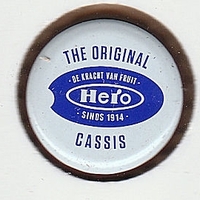 THE ORIGINAL
- DE KRACHT VAN FRUIT -
Hero
- SINDS 1914 -
CASSIS